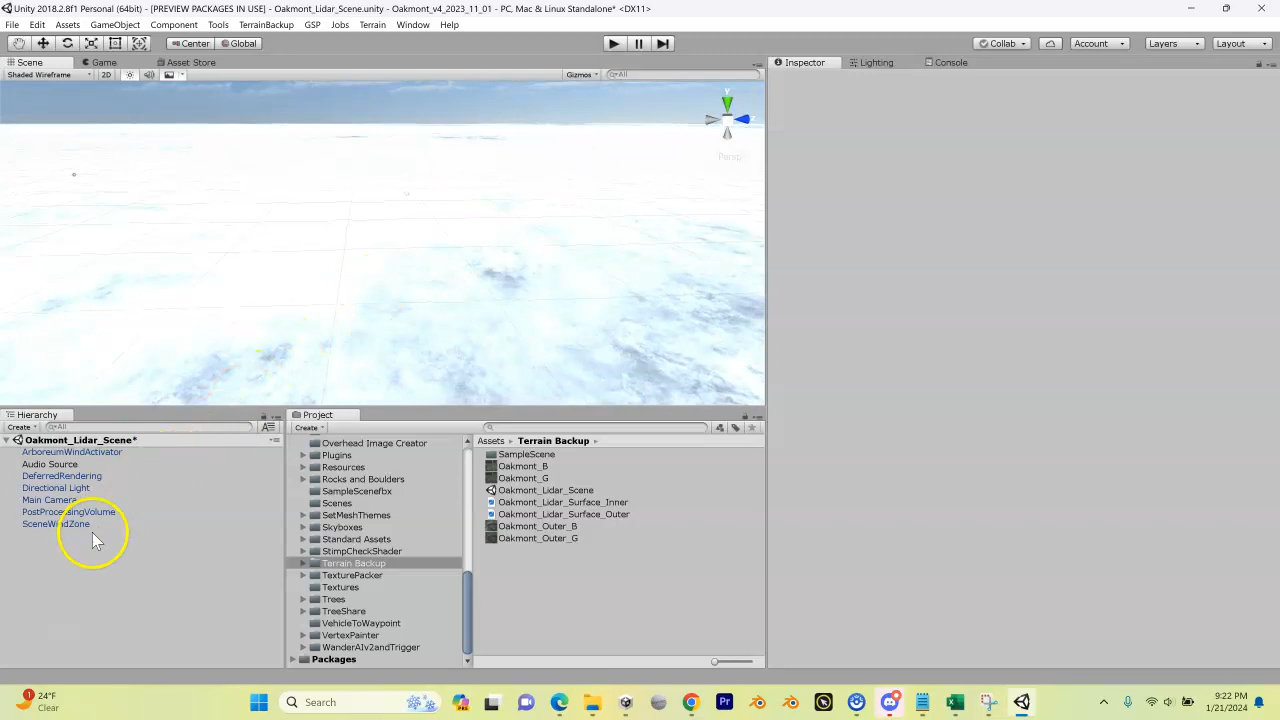 Unity 2018.2.8f1 Personal (64bit) - [PREVIEW PACKAGES IN USE] - Oakmont_Lidar_Scene.unity - Oakmont_v4_2023_11_01 - PC, Mac & Linux Standalone* <DX11>
File Edit Assets GameObject Component Tools TerrainBackup GSP Jobs Terrain Window Help
Center Global Collab Account Layers Layout
Scene Game Asset Store Inspector Lighting Console
Shaded Wireframe 2D Gizmos All
y
Persp
Hierarchy Project
Create All Create
Oakmont_Lidar_Scene*
ArboreumWindActivator
Audio Source
DeferredRendering
Directional Light
Main Camera
PostProcessingVolume
SceneWindZone
Overhead Image Creator
Plugins
Resources
Rocks and Boulders
SampleScenefbx
Scenes
SetMeshThemes
Skyboxes
Standard Assets
StimpCheckShader
Terrain Backup
TexturePacker
Textures
Trees
TreeShare
VehicleToWaypoint
VertexPainter
WanderAIv2andTrigger
Packages
Assets Terrain Backup
SampleScene
Oakmont_B
Oakmont_G
Oakmont_Lidar_Scene
Oakmont_Lidar_Surface_Inner
Oakmont_Lidar_Surface_Outer
Oakmont_Outer_B
Oakmont_Outer_G
1
24°F
Clear
Search
Pr
9:22 PM
1/21/2024